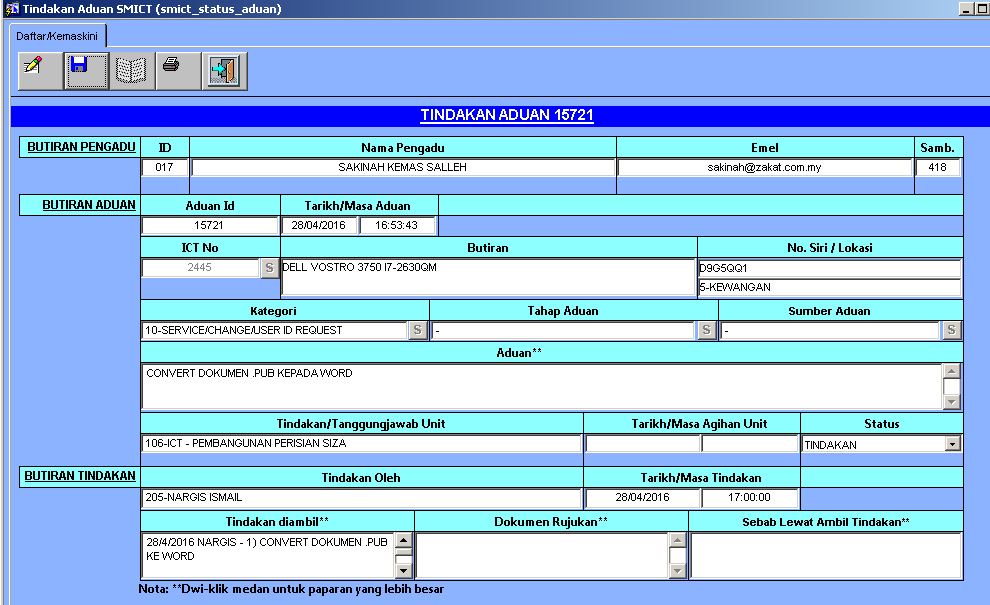 Tindakan Aduan SMICT (smict_status_aduan)
Daftar/Kemaskini
TINDAKAN ADUAN 15721
BUTIRAN PENGADU ID Nama Pengadu Emel Samb.
017 SAKINAH KEMAS SALLEH sakinah@zakat.com.my 418
BUTIRAN ADUAN Aduan Id Tarikh/Masa Aduan
15721 28/04/2016 16:53:43
ICT No Butiran No. Siri / Lokasi
2445 S DELL VOSTRO 3750 I7-2630QM D9G5QQ1
5-KEWANGAN
Kategori Tahap Aduan Sumber Aduan
10-SERVICE/CHANGE/USER ID REQUEST S - S - S
Aduan**
CONVERT DOKUMEN .PUB KEPADA WORD
Tindakan/Tanggungjawab Unit Tarikh/Masa Agihan Unit Status
106-ICT - PEMBANGUNAN PERISIAN SIZA TINDAKAN
BUTIRAN TINDAKAN Tindakan Oleh Tarikh/Masa Tindakan
205-NARGIS ISMAIL 28/04/2016 17:00:00
Tindakan diambil** Dokumen Rujukan** Sebab Lewat Ambil Tindakan**
28/4/2016 NARGIS - 1) CONVERT DOKUMEN .PUB
KE WORD
Nota: **Dwi-klik medan untuk paparan yang lebih besar